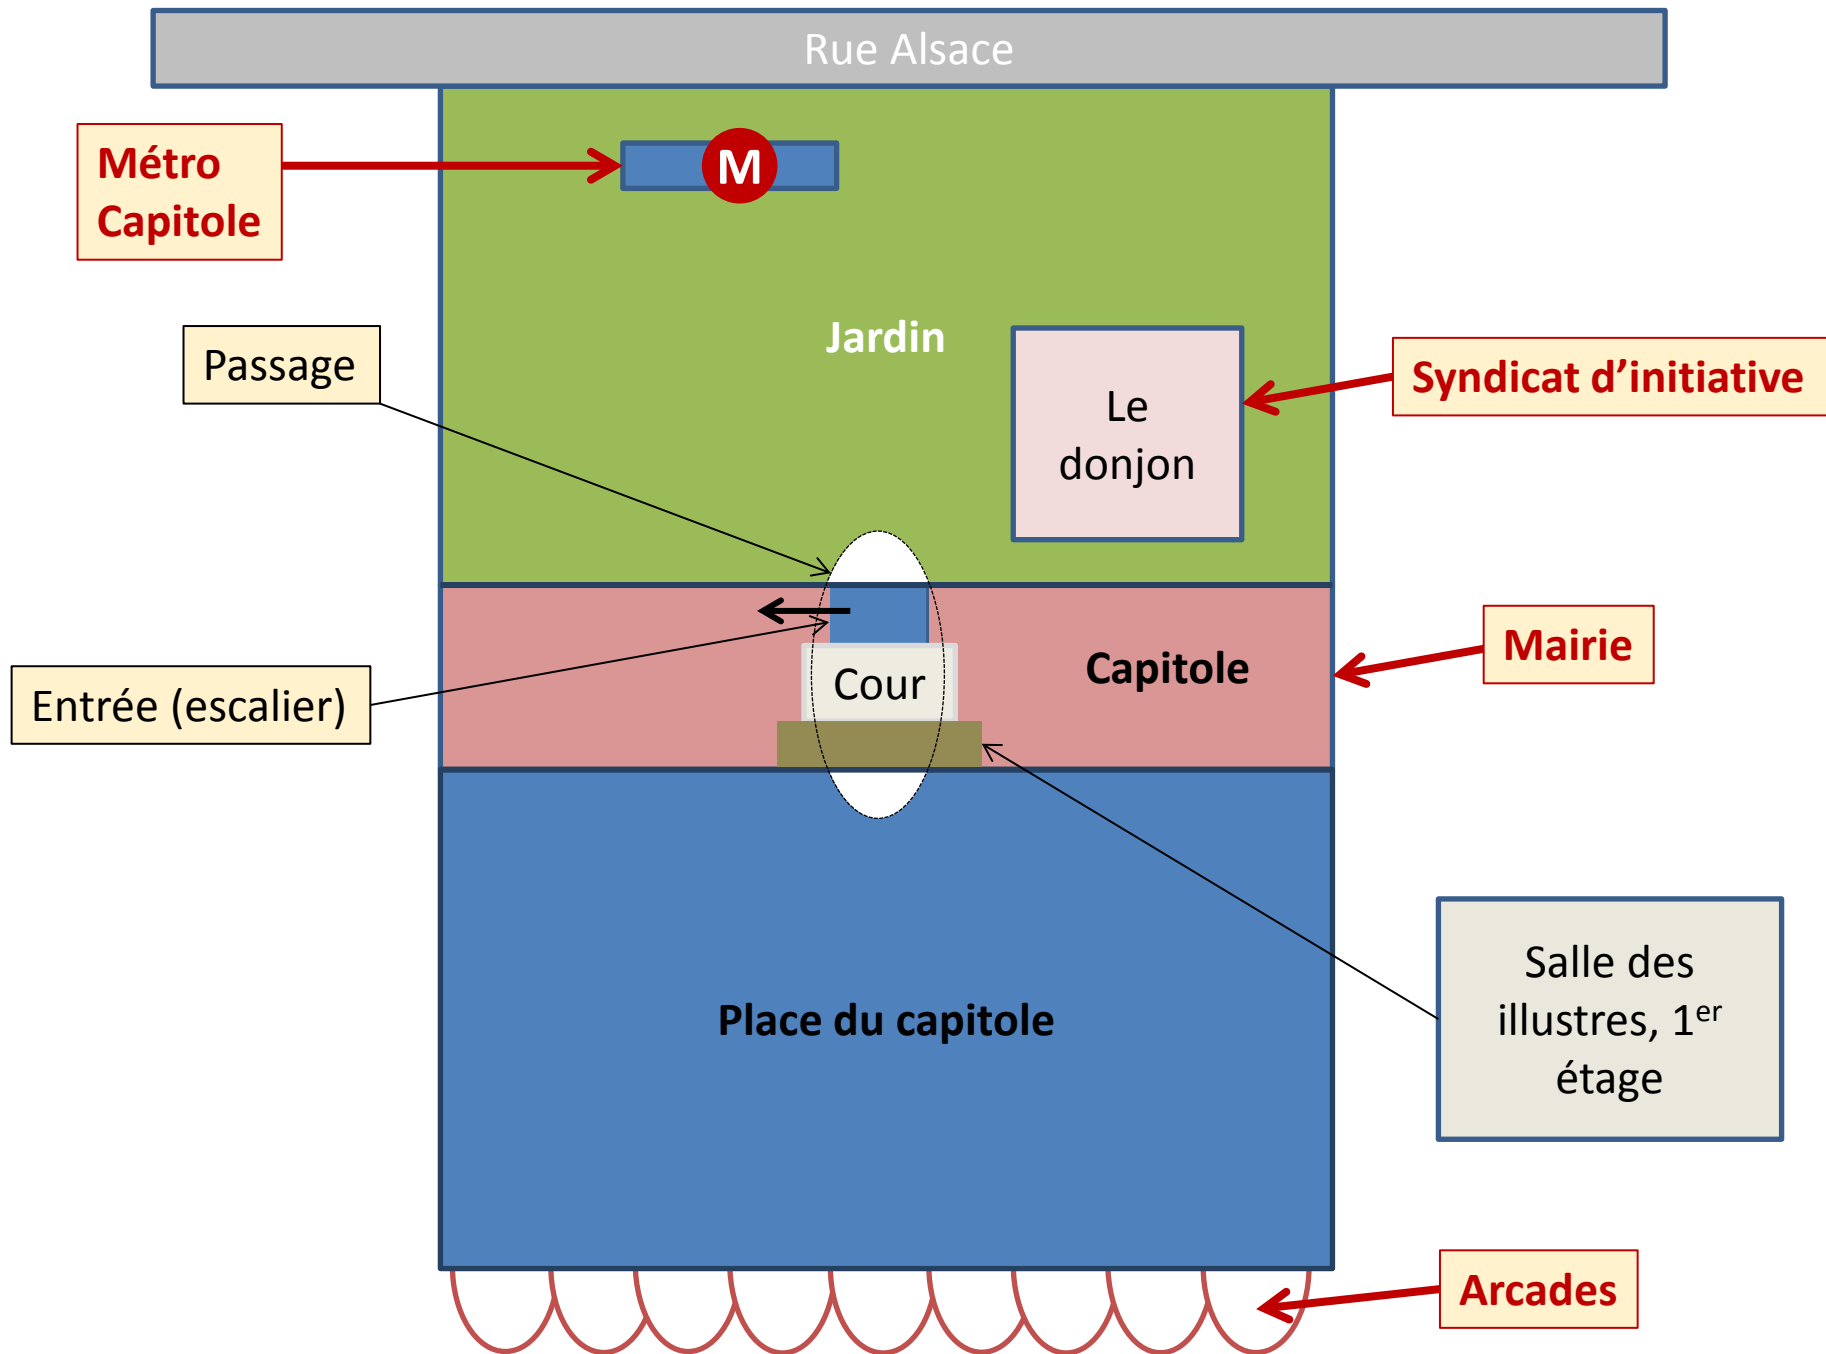 Rue Alsace
Métro
Capitole
M
Jardin
Passage
Le
donjon
Syndicat d’initiative
Capitole
Mairie
Entrée (escalier)
Cour
Place du capitole
Salle des
illustres, 1er
étage
Arcades